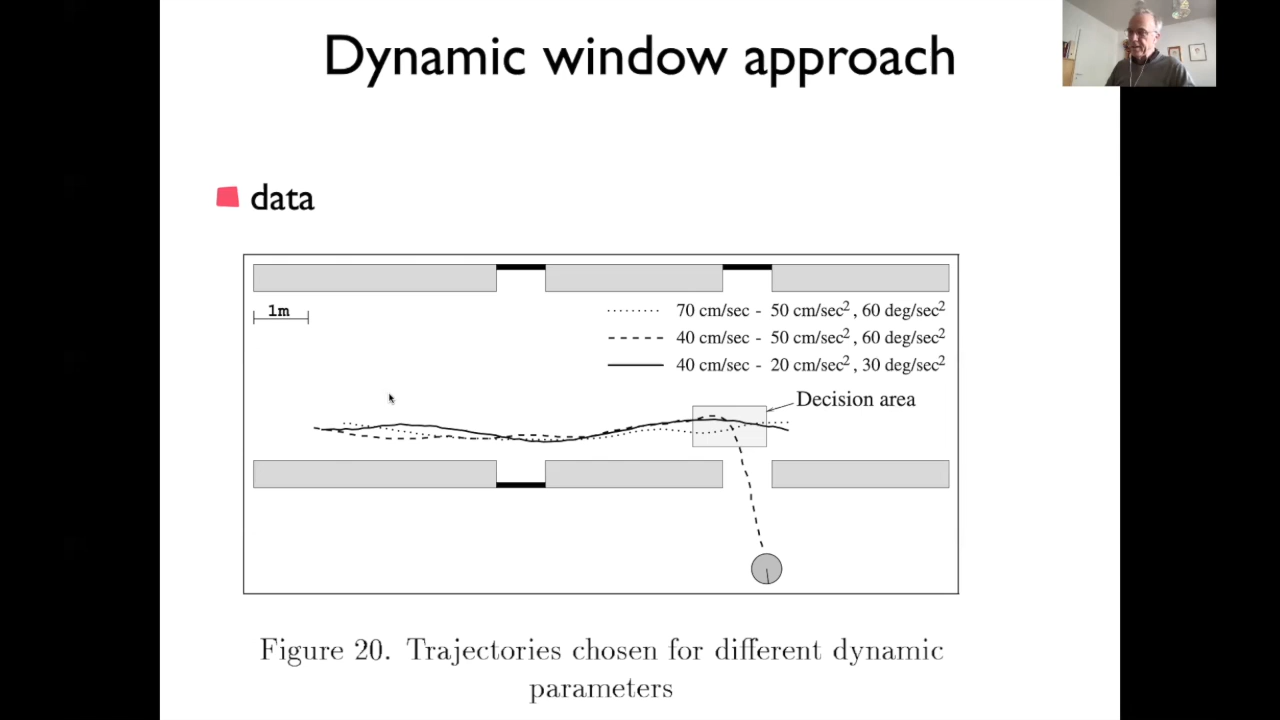 Dynamic window approach
data
1m
70 cm/sec - 50 cm/sec², 60 deg/sec²
40 cm/sec - 50 cm/sec², 60 deg/sec²
40 cm/sec - 20 cm/sec², 30 deg/sec²
Decision area
Figure 20. Trajectories chosen for different dynamic
parameters